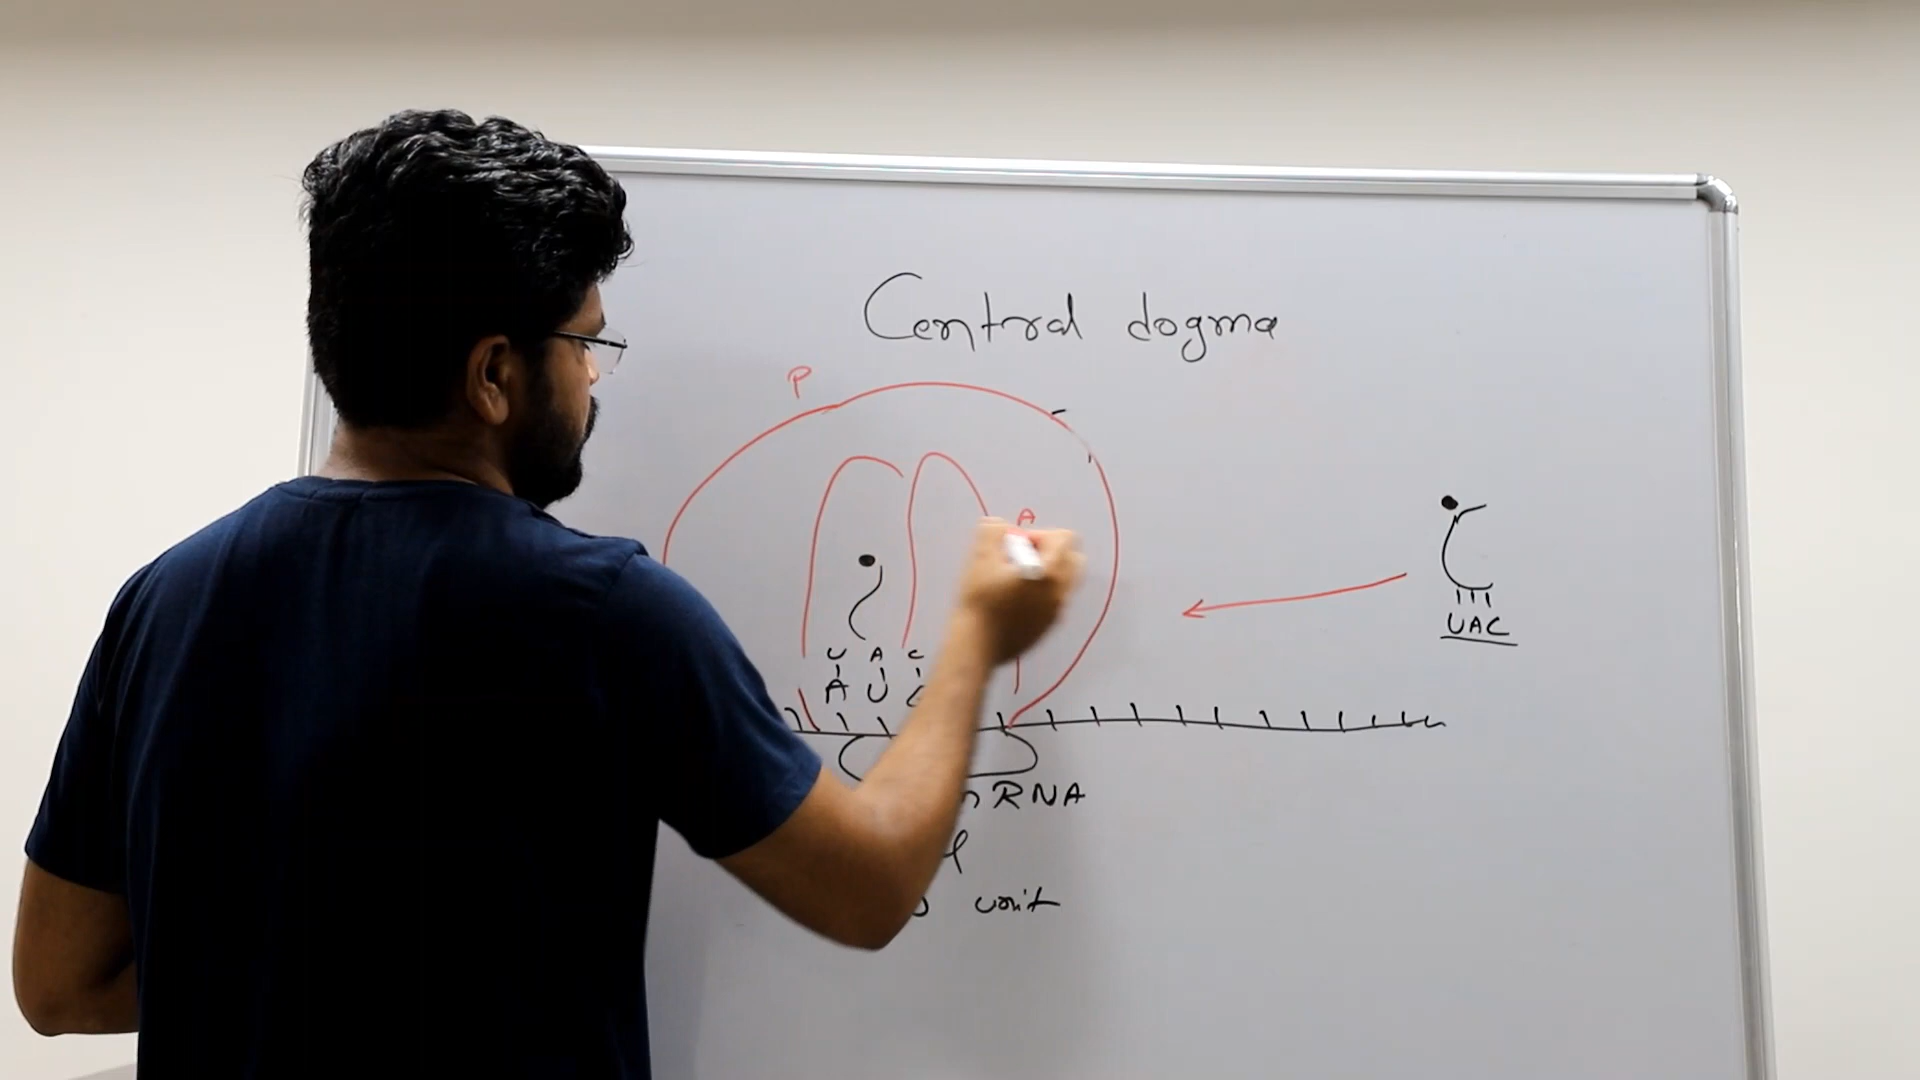 Central dogma
P
A
U A C
A U
UAC
RNA
unit